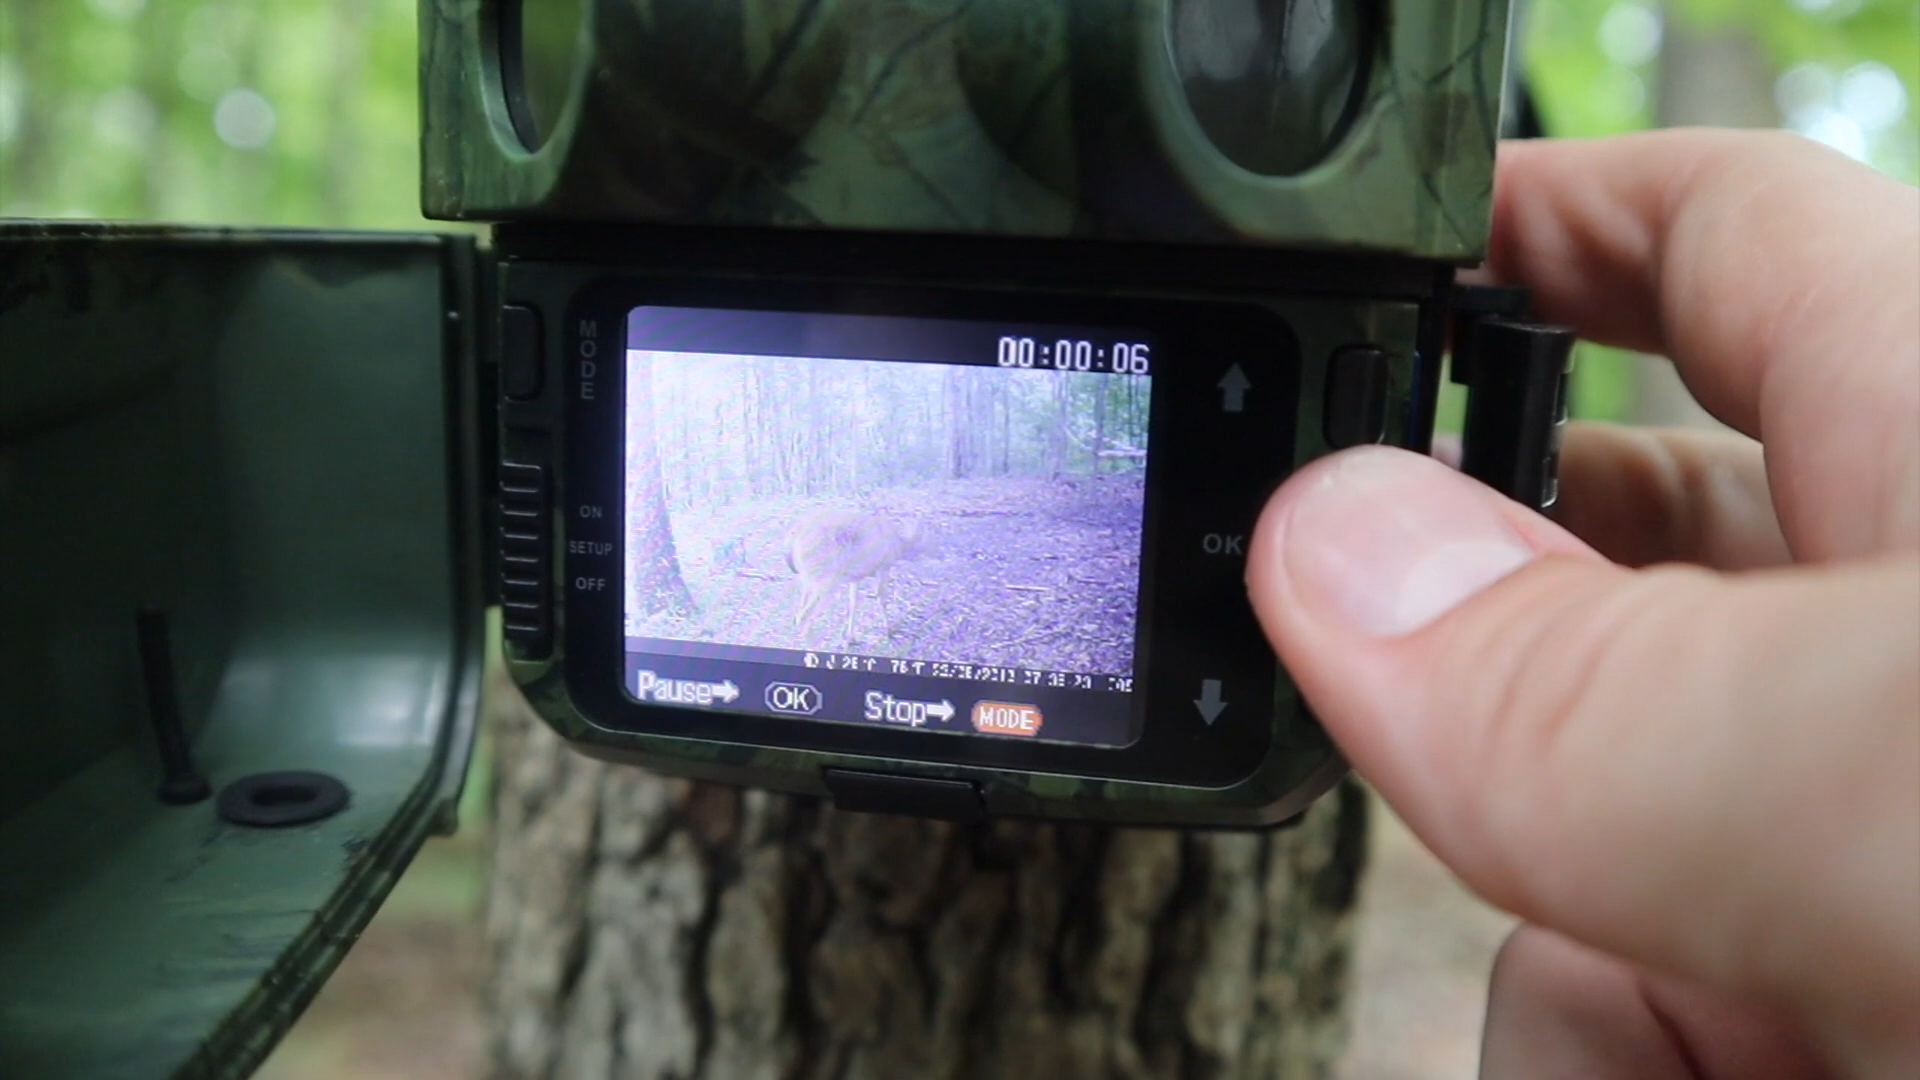 MODE
00:00:06
ON
SETUP
OFF
OK
Pause➡ OK Stop➡ MODE